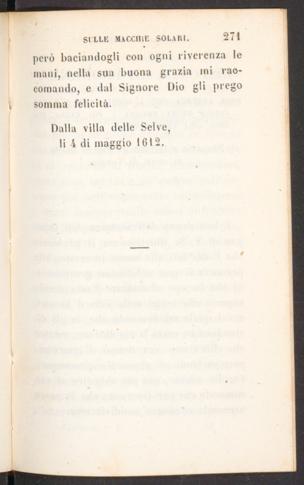 SULLE MACCHIE SOLARI. 271
però baciandogli con ogni riverenza le
mani, nella sua buona grazia mi rac-
comando, e dal Signore Dio gli prego
somma felicità.
Dalla villa delle Selve,
li 4 di maggio 1612.